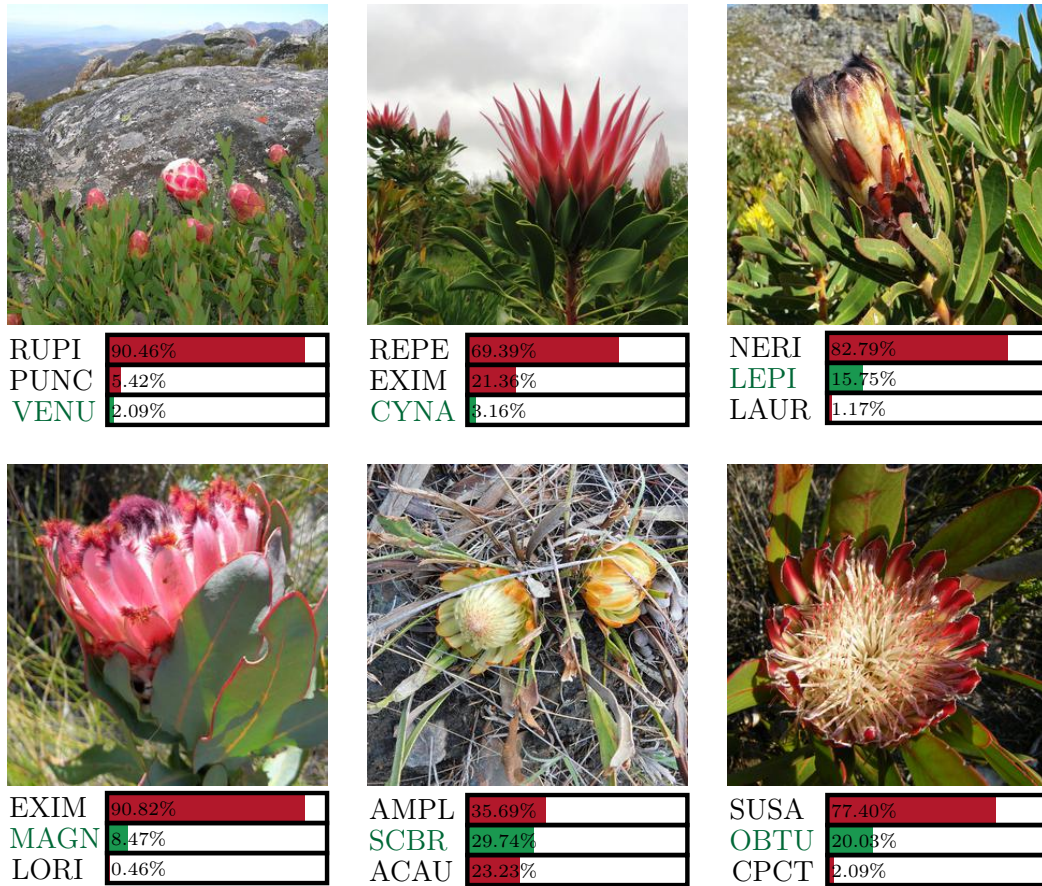 RUPI 90.46%
PUNC 5.42%
VENU 2.09%
REPE 69.39%
EXIM 21.36%
CYNA 3.16%
NERI 82.79%
LEPI 15.75%
LAUR 1.17%
EXIM 90.82%
MAGN 8.47%
LORI 0.46%
AMPL 35.69%
SCBR 29.74%
ACAU 23.23%
SUSA 77.40%
OBTU 20.03%
CPCT 2.09%